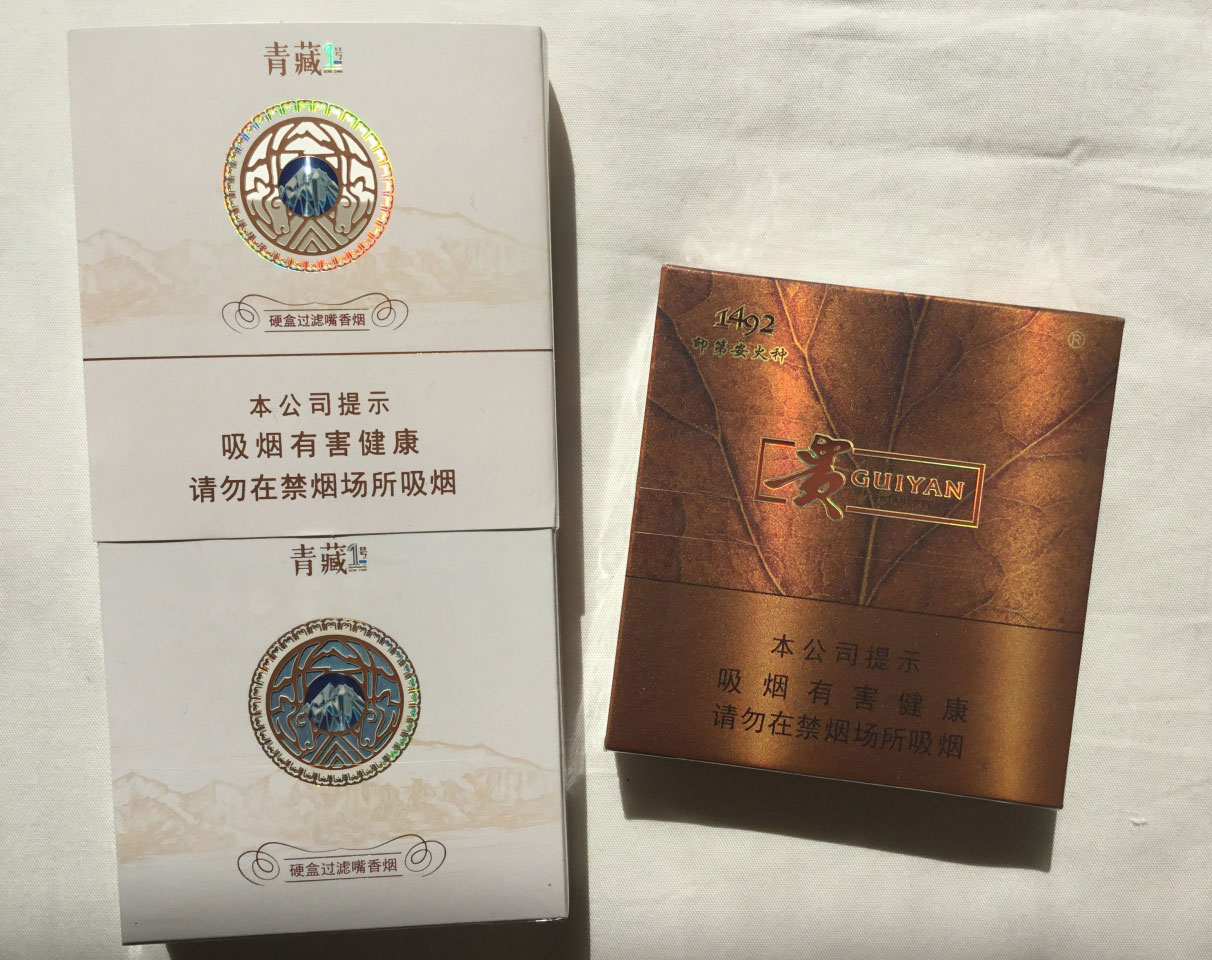 青藏1号
硬盒过滤嘴香烟
本公司提示
吸烟有害健康
请勿在禁烟场所吸烟
青藏1号
硬盒过滤嘴香烟
1492
印第安火种
®
贵 GUIYAN
本公司提示
吸烟有害健康
请勿在禁烟场所吸烟